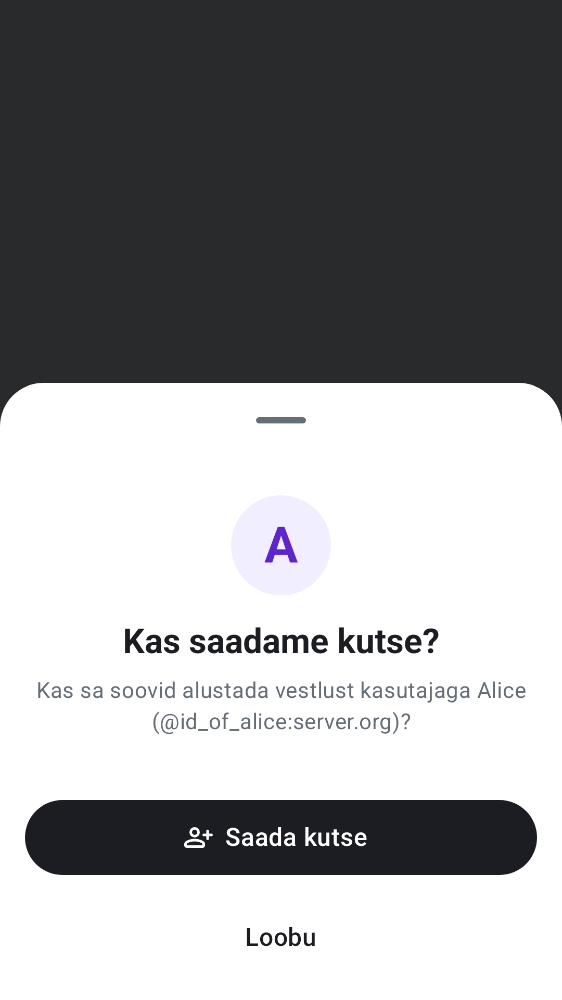 A
Kas saadame kutse?
Kas sa soovid alustada vestlust kasutajaga Alice
(@id_of_alice:server.org)?
Saada kutse
Loobu